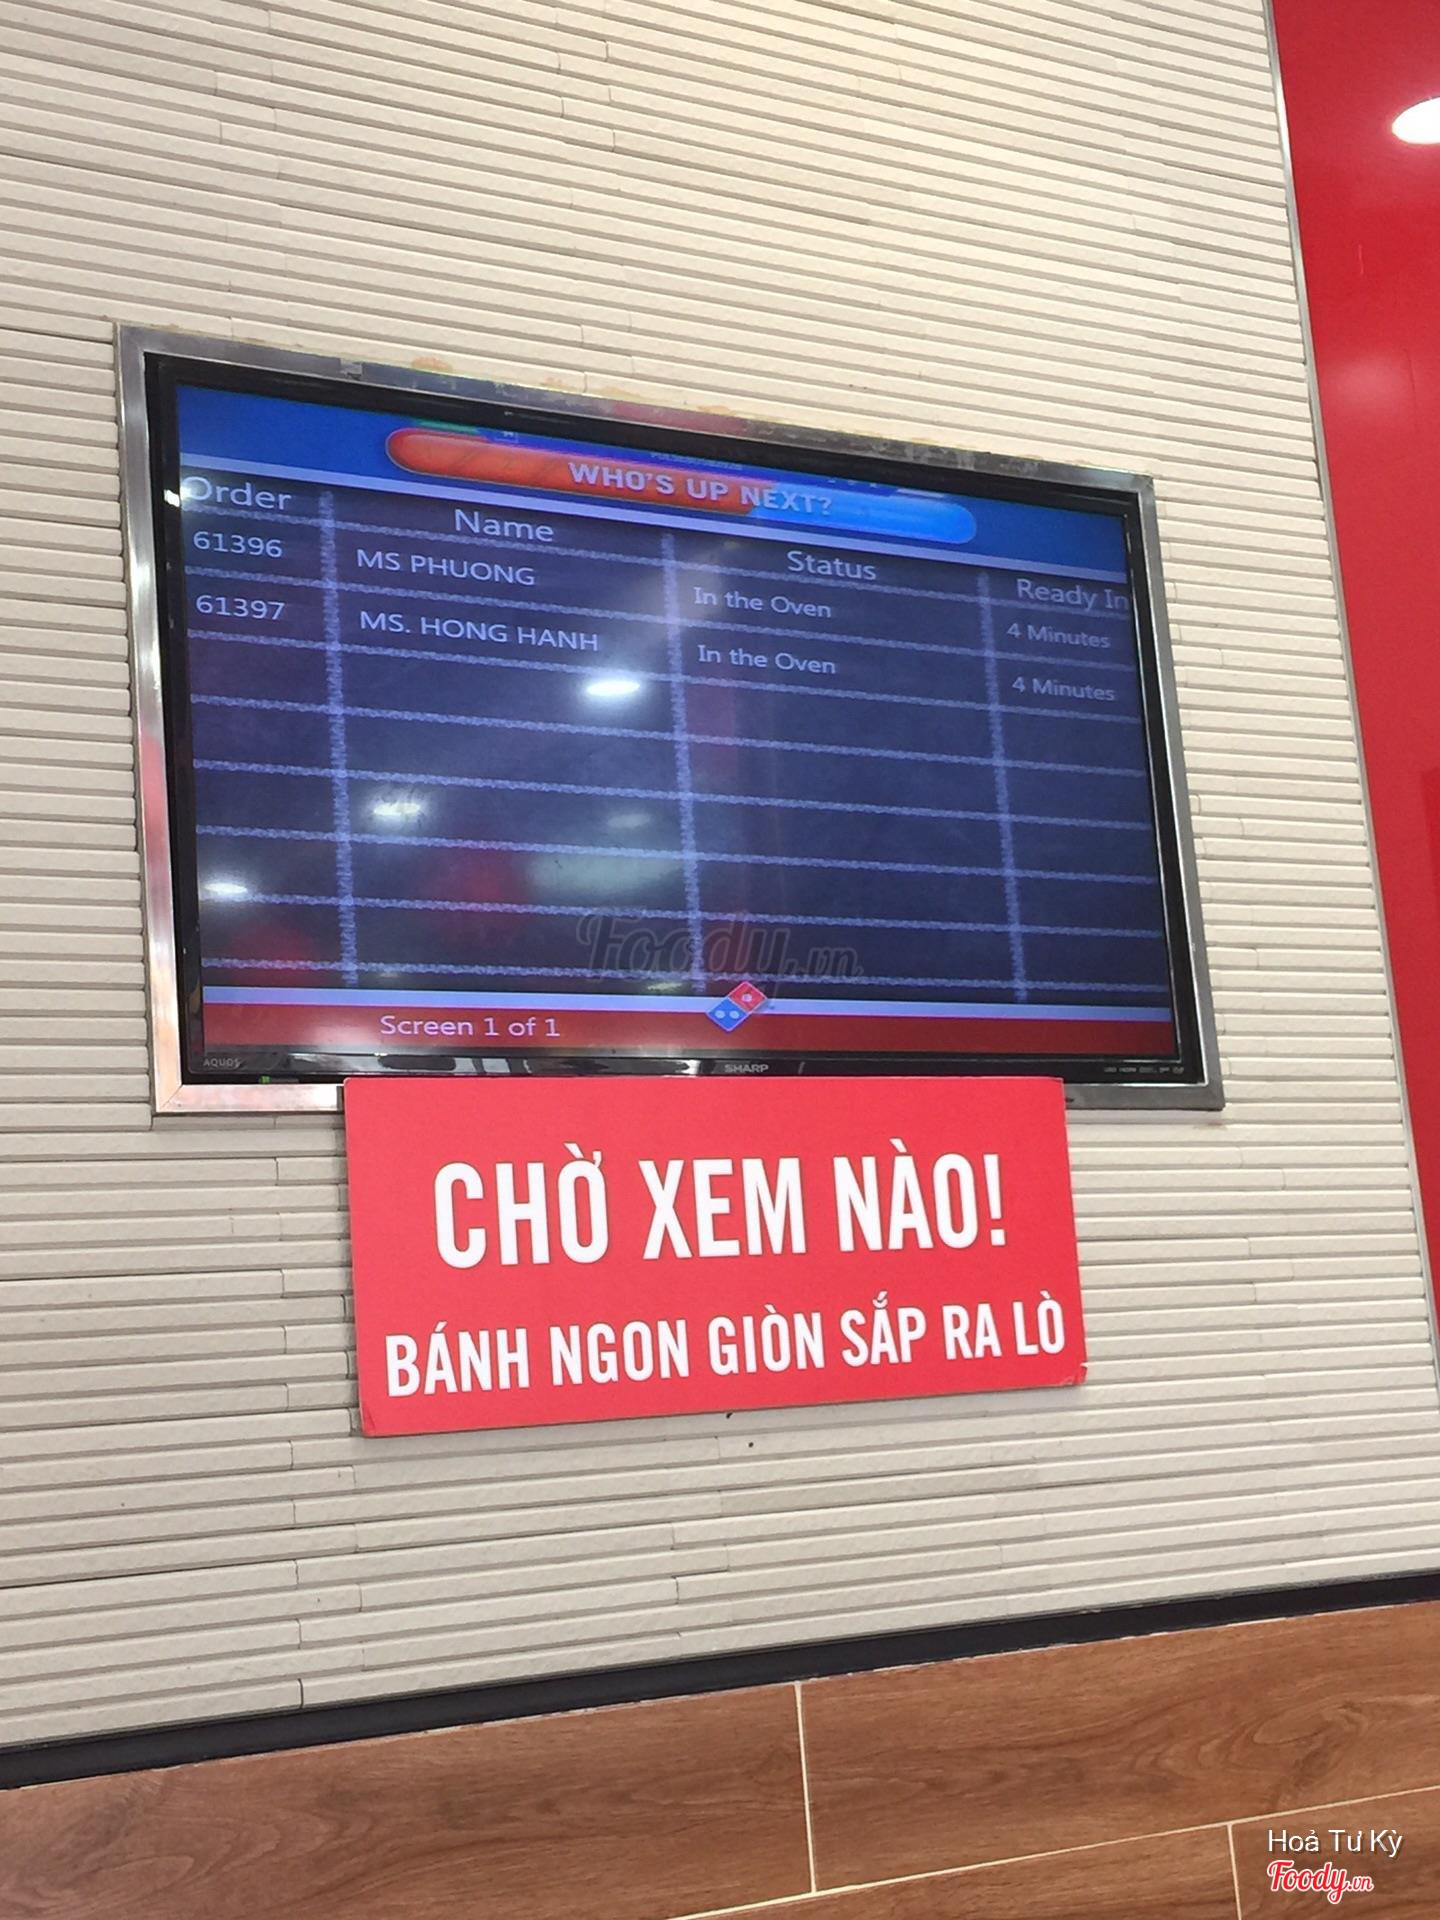 WHO'S UP NEXT?
Order Name Status Ready In
61396 MS PHUONG In the Oven 4 Minutes
61397 MS. HONG HANH In the Oven 4 Minutes
Foody.vn
Screen 1 of 1
AQUOS SHARP
CHỜ XEM NÀO!
BÁNH NGON GIÒN SẮP RA LÒ
Hoả Tư Kỳ
Foody.vn